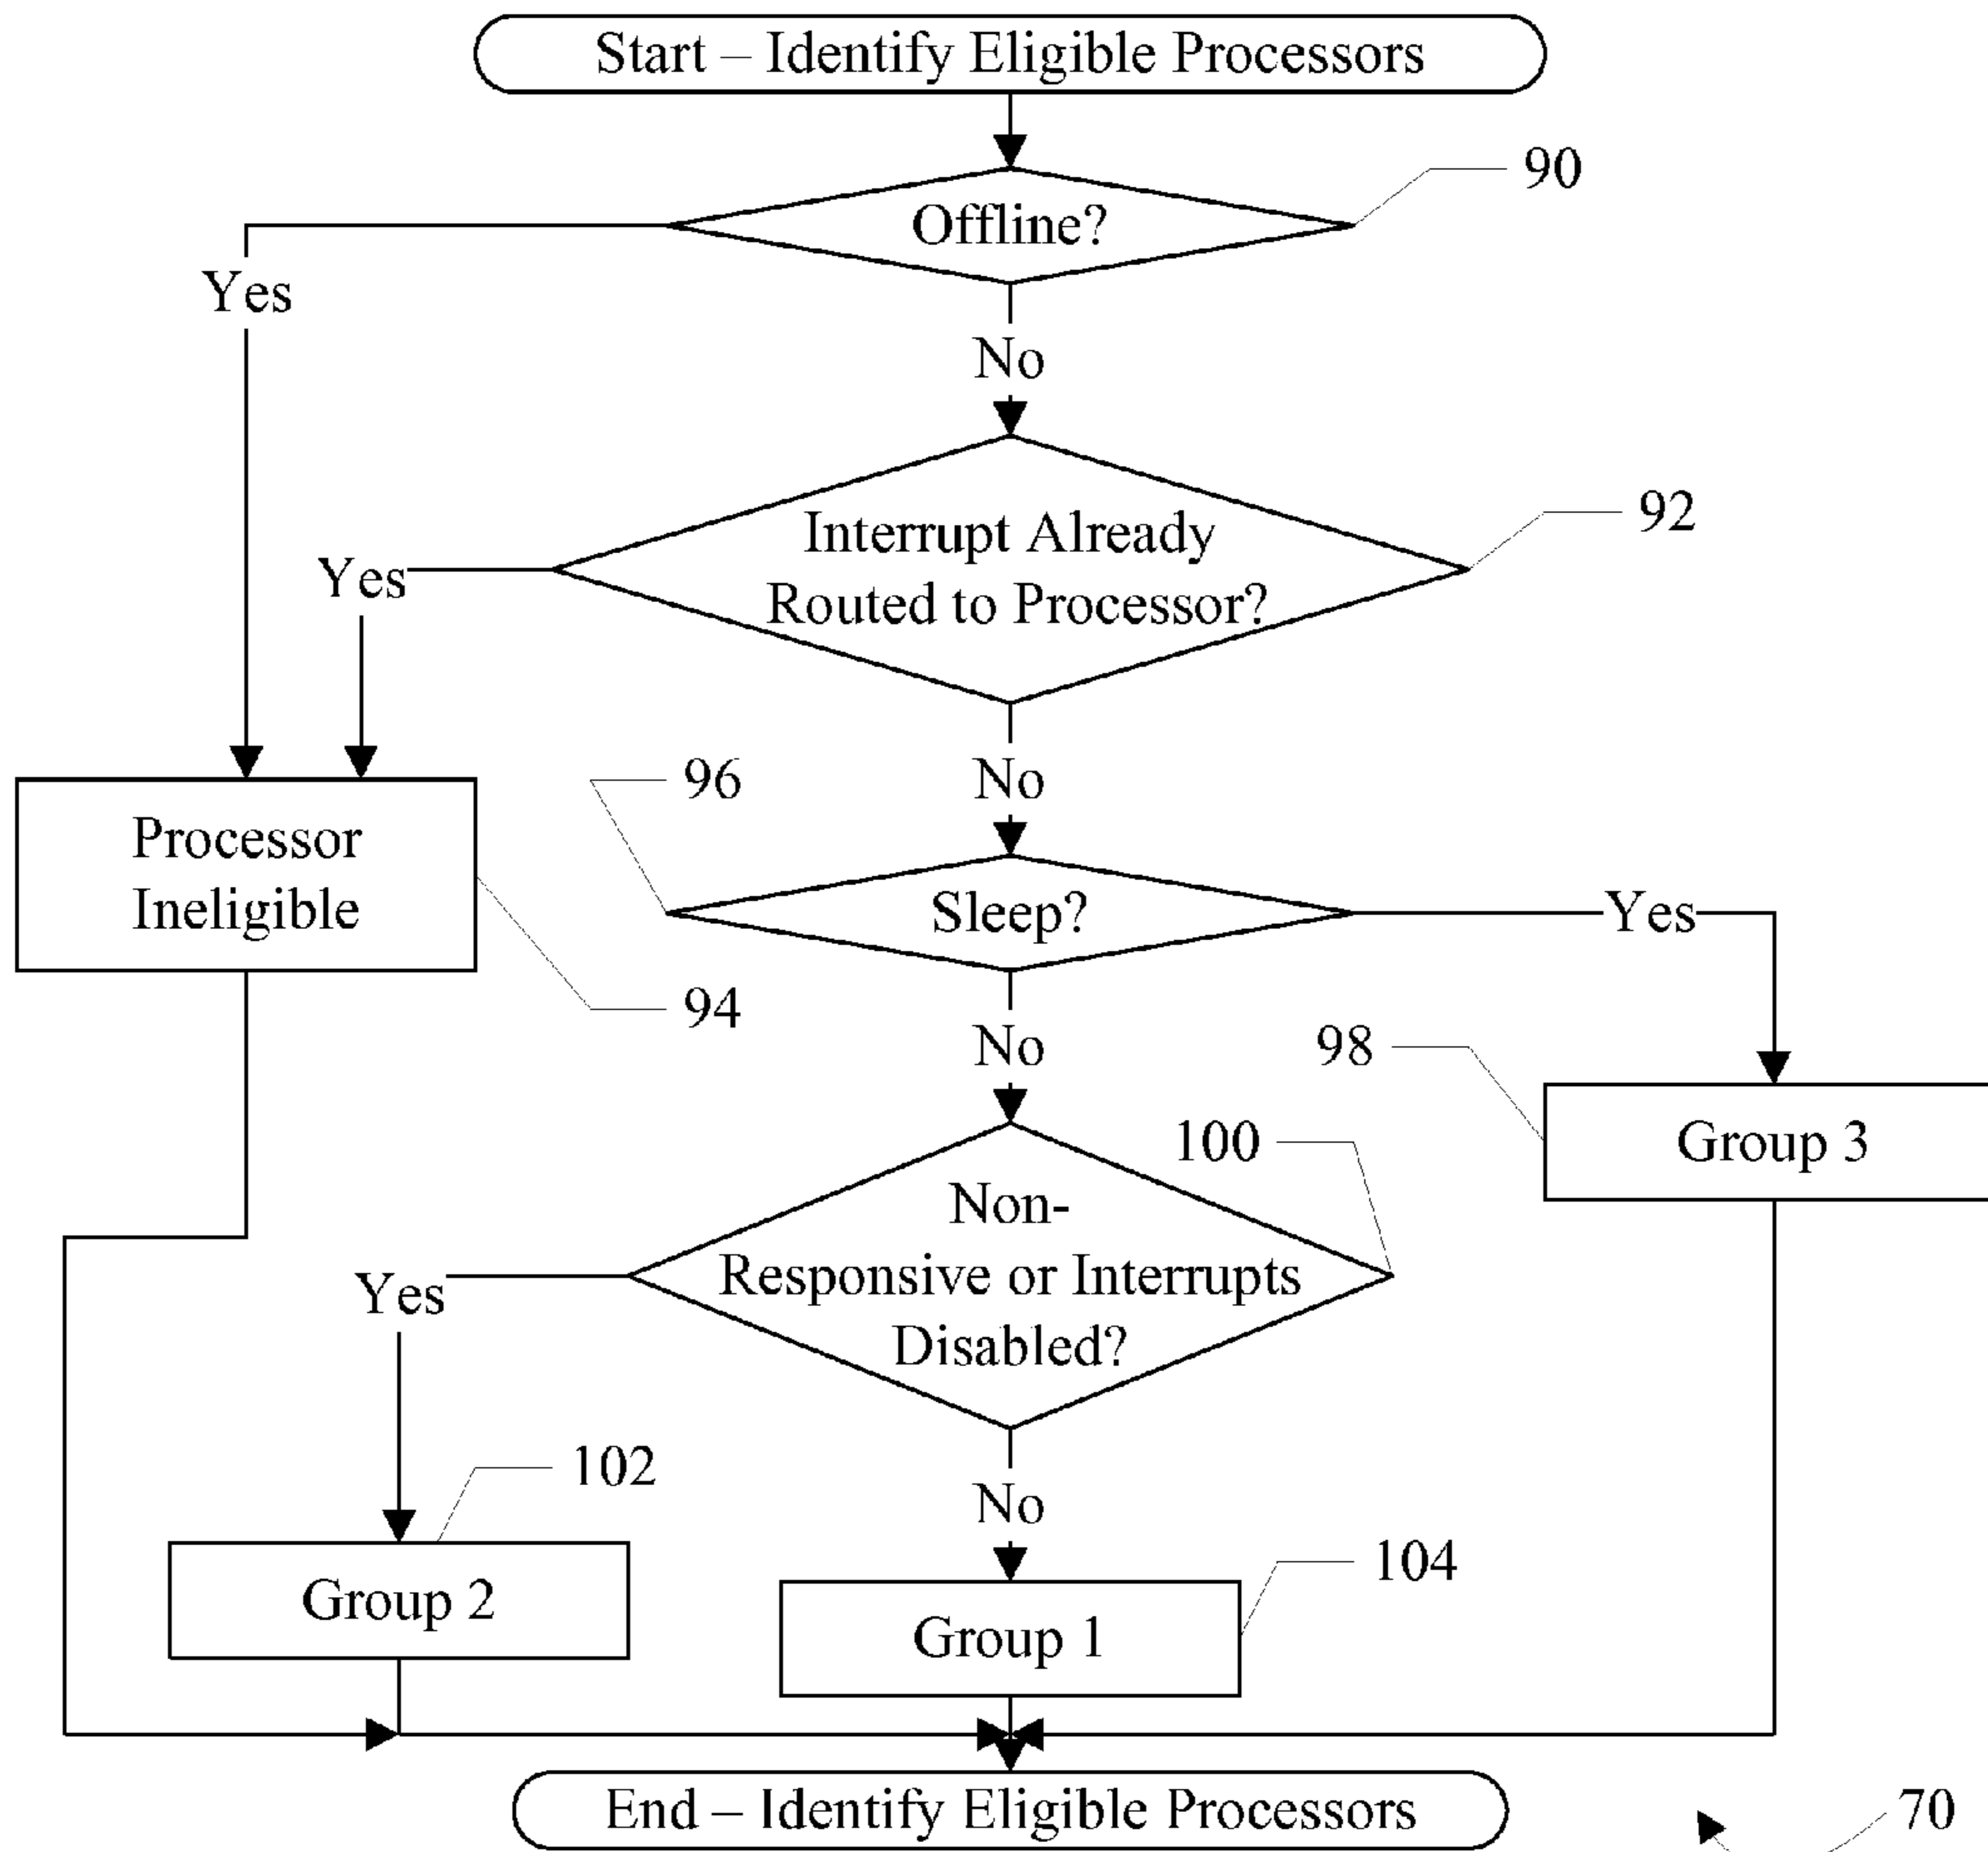 Start – Identify Eligible Processors
90
Offline?
Yes
No
92
Interrupt Already
Routed to Processor?
Yes
No
96
Processor
Ineligible
Sleep?
Yes
94
No
98
100
Group 3
Non-
Responsive or Interrupts
Disabled?
Yes
102
No
104
Group 2
Group 1
End – Identify Eligible Processors
70